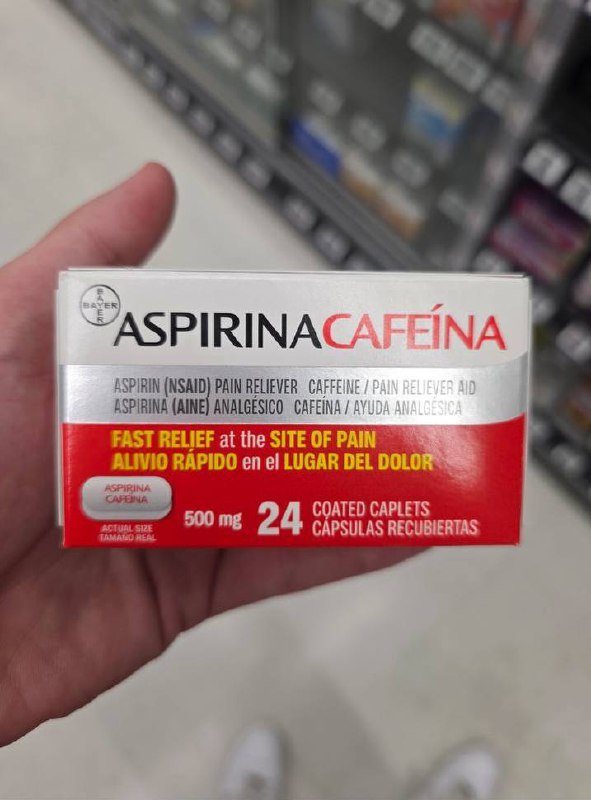 BAYER
BAYER
ASPIRINACAFEÍNA
ASPIRIN (NSAID) PAIN RELIEVER CAFFEINE / PAIN RELIEVER AID
ASPIRINA (AINE) ANALGÉSICO CAFEÍNA / AYUDA ANALGÉSICA
FAST RELIEF at the SITE OF PAIN
ALIVIO RÁPIDO en el LUGAR DEL DOLOR
ASPIRINA
CAFEÍNA
ACTUAL SIZE
TAMAÑO REAL
500 mg 24 COATED CAPLETS
CÁPSULAS RECUBIERTAS